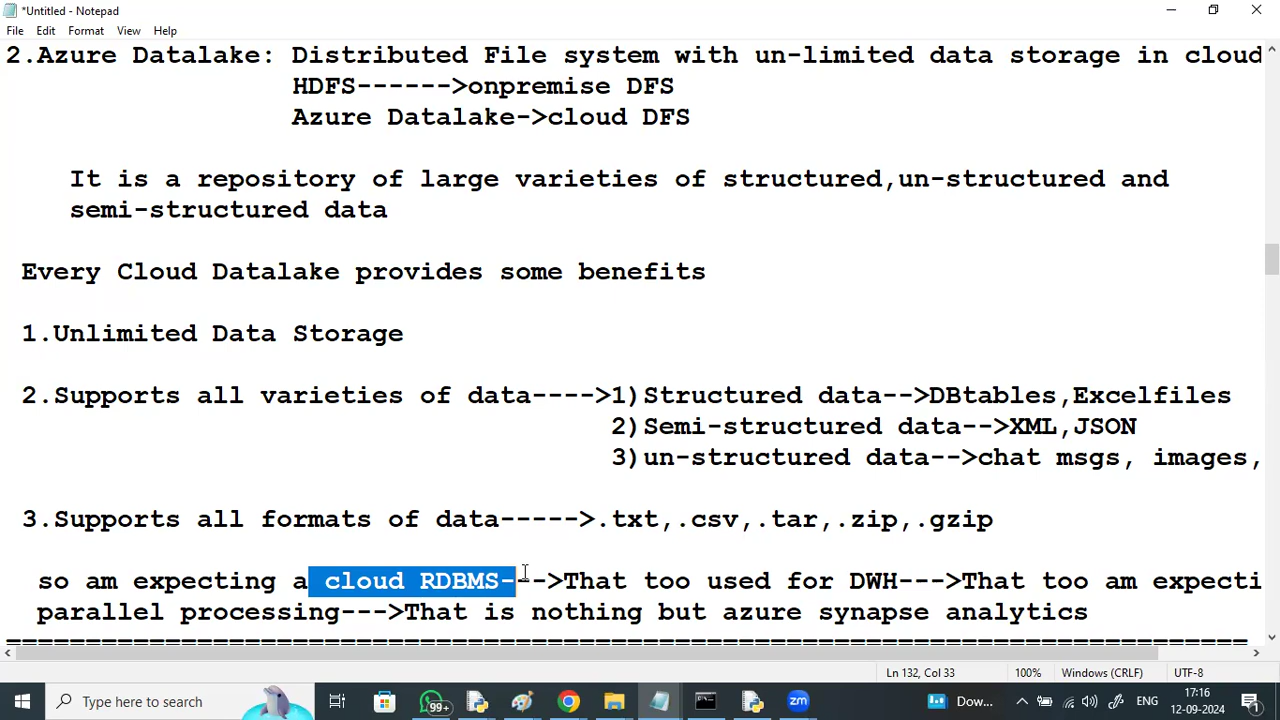 *Untitled - Notepad
File Edit Format View Help
2.Azure Datalake: Distributed File system with un-limited data storage in cloud
HDFS------>onpremise DFS
Azure Datalake->cloud DFS
It is a repository of large varieties of structured,un-structured and
semi-structured data
Every Cloud Datalake provides some benefits
1.Unlimited Data Storage
2.Supports all varieties of data---->1)Structured data-->DBtables,Excelfiles
2)Semi-structured data-->XML,JSON
3)un-structured data-->chat msgs, images,
3.Supports all formats of data----->.txt,.csv,.tar,.zip,.gzip
so am expecting a cloud RDBMS--->That too used for DWH--->That too am expecti
parallel processing--->That is nothing but azure synapse analytics
==============================================================================
Ln 132, Col 33 100% Windows (CRLF) UTF-8
Type here to search 99+ Dow... ENG 17:16
12-09-2024 1